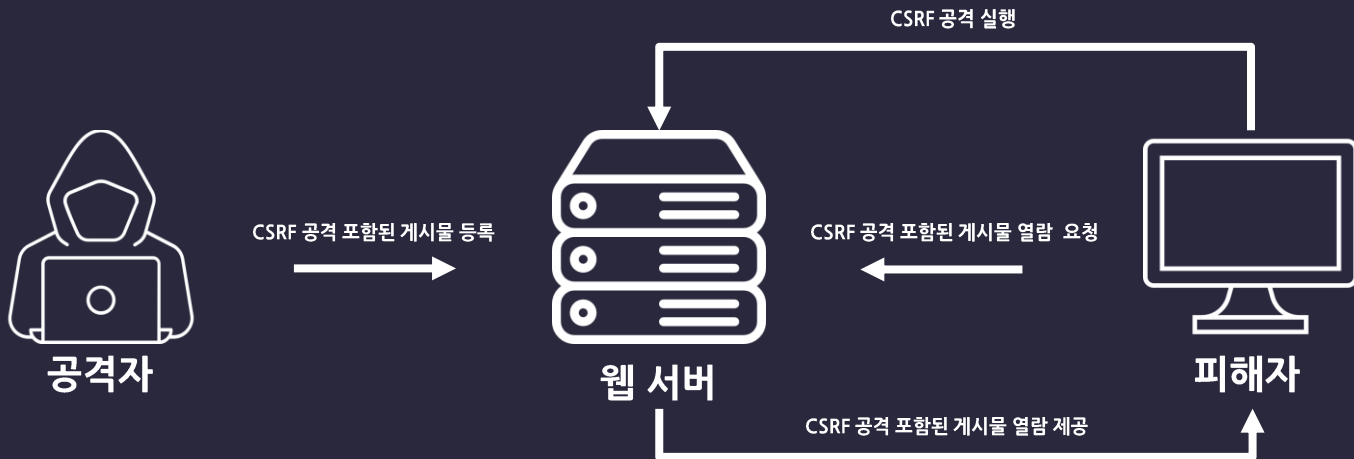 CSRF 공격 실행
CSRF 공격 포함된 게시물 등록
CSRF 공격 포함된 게시물 열람 요청
공격자
웹 서버
피해자
CSRF 공격 포함된 게시물 열람 제공